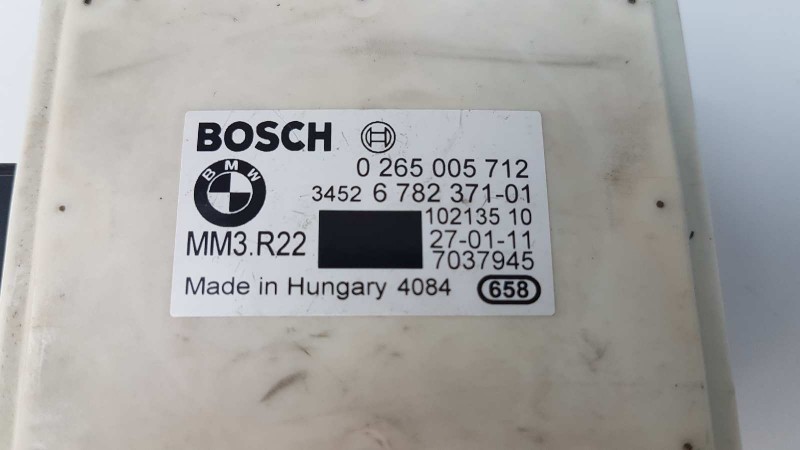 BOSCH
BMW
0 265 005 712
3452 6 782 371-01
102135 10
MM3.R22
27-01-11
7037945
Made in Hungary 4084
658